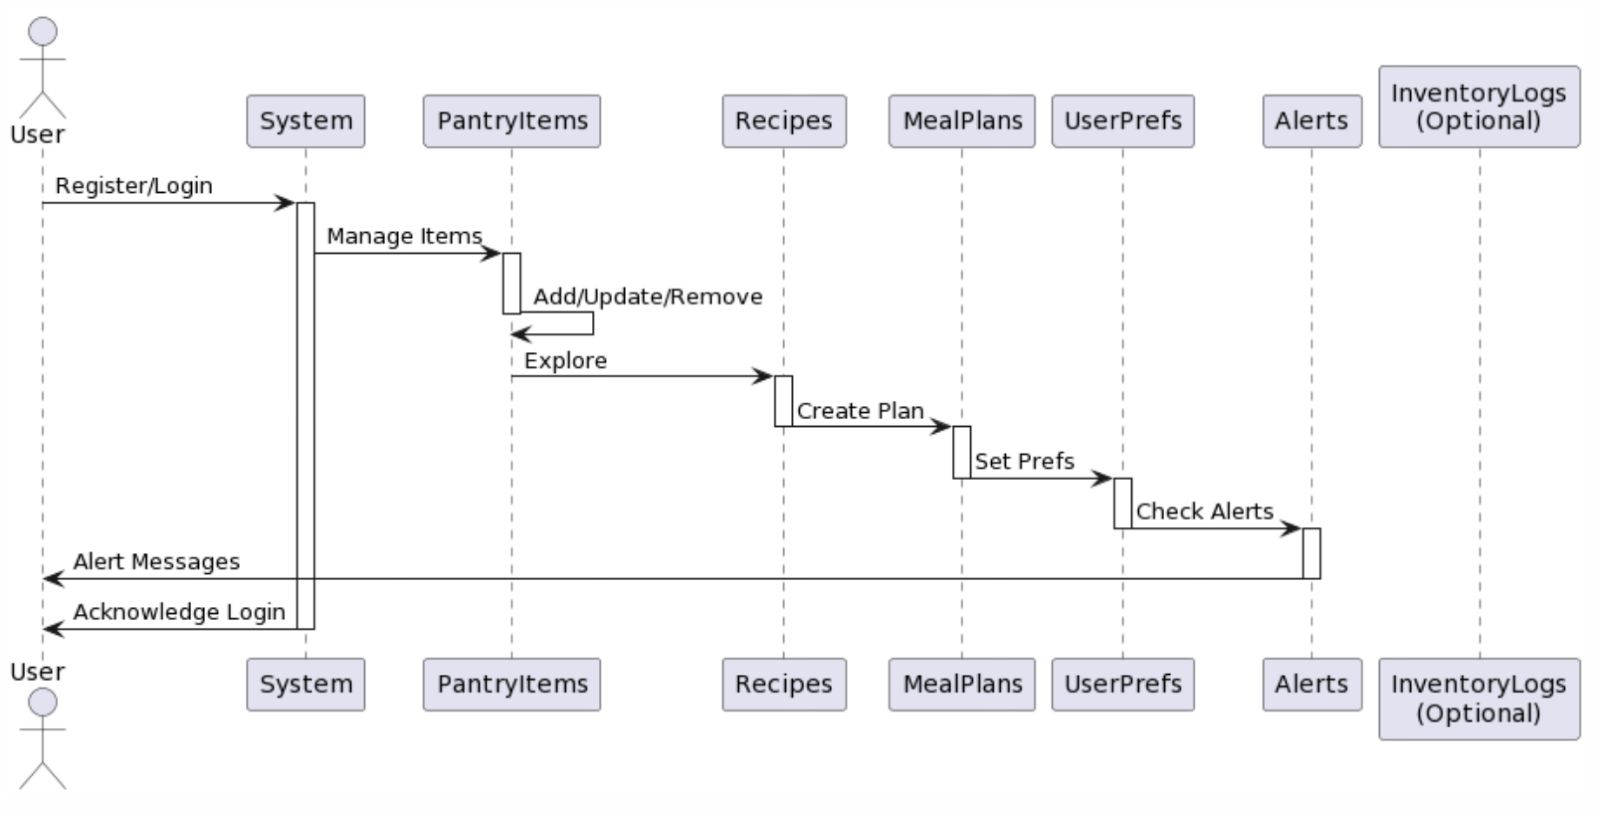 User
System
PantryItems
Recipes
MealPlans
UserPrefs
Alerts
InventoryLogs
(Optional)
Register/Login
Manage Items
Add/Update/Remove
Explore
Create Plan
Set Prefs
Check Alerts
Alert Messages
Acknowledge Login
User
System
PantryItems
Recipes
MealPlans
UserPrefs
Alerts
InventoryLogs
(Optional)